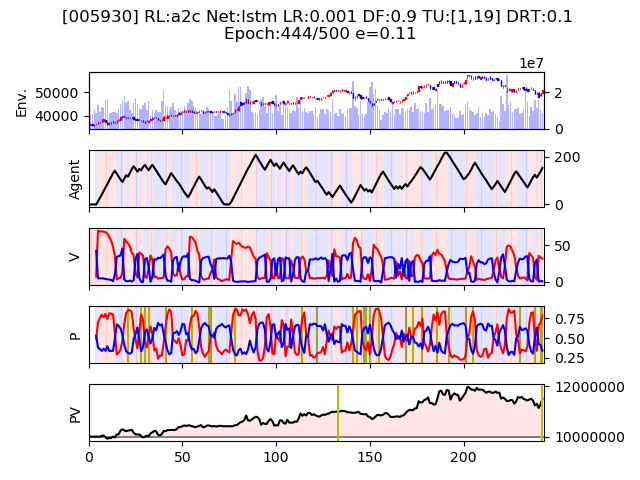 [005930] RL:a2c Net:lstm LR:0.001 DF:0.9 TU:[1,19] DRT:0.1
Epoch:444/500 e=0.11
1e7
Env.
50000
40000
2
0
Agent
200
0
V
50
0
P
0.75
0.50
0.25
PV
12000000
10000000
0 50 100 150 200